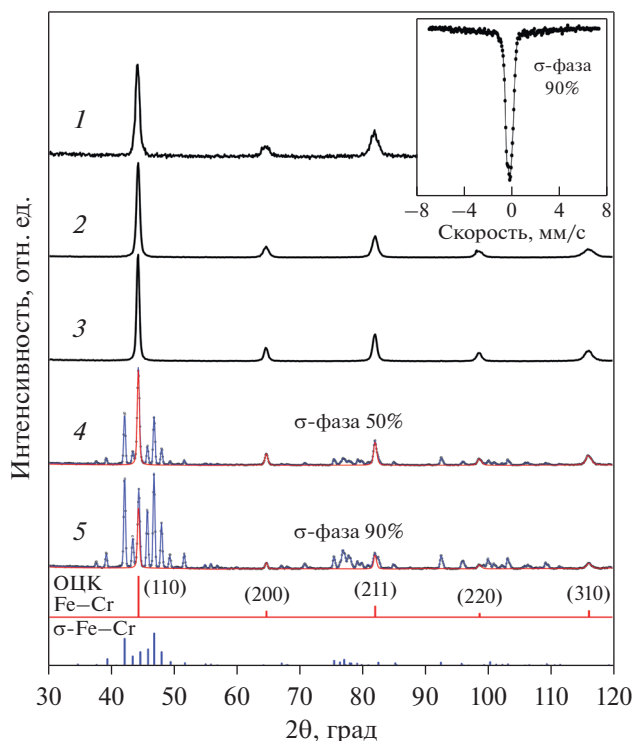 σ-фаза
90%
−8 −4 0 4 8
Скорость, мм/с
Интенсивность, отн. ед.
1
2
3
4
σ-фаза 50%
5
σ-фаза 90%
ОЦК
Fe−Cr
(110) (200) (211) (220) (310)
σ-Fe−Cr
30 40 50 60 70 80 90 100 110 120
2θ, град